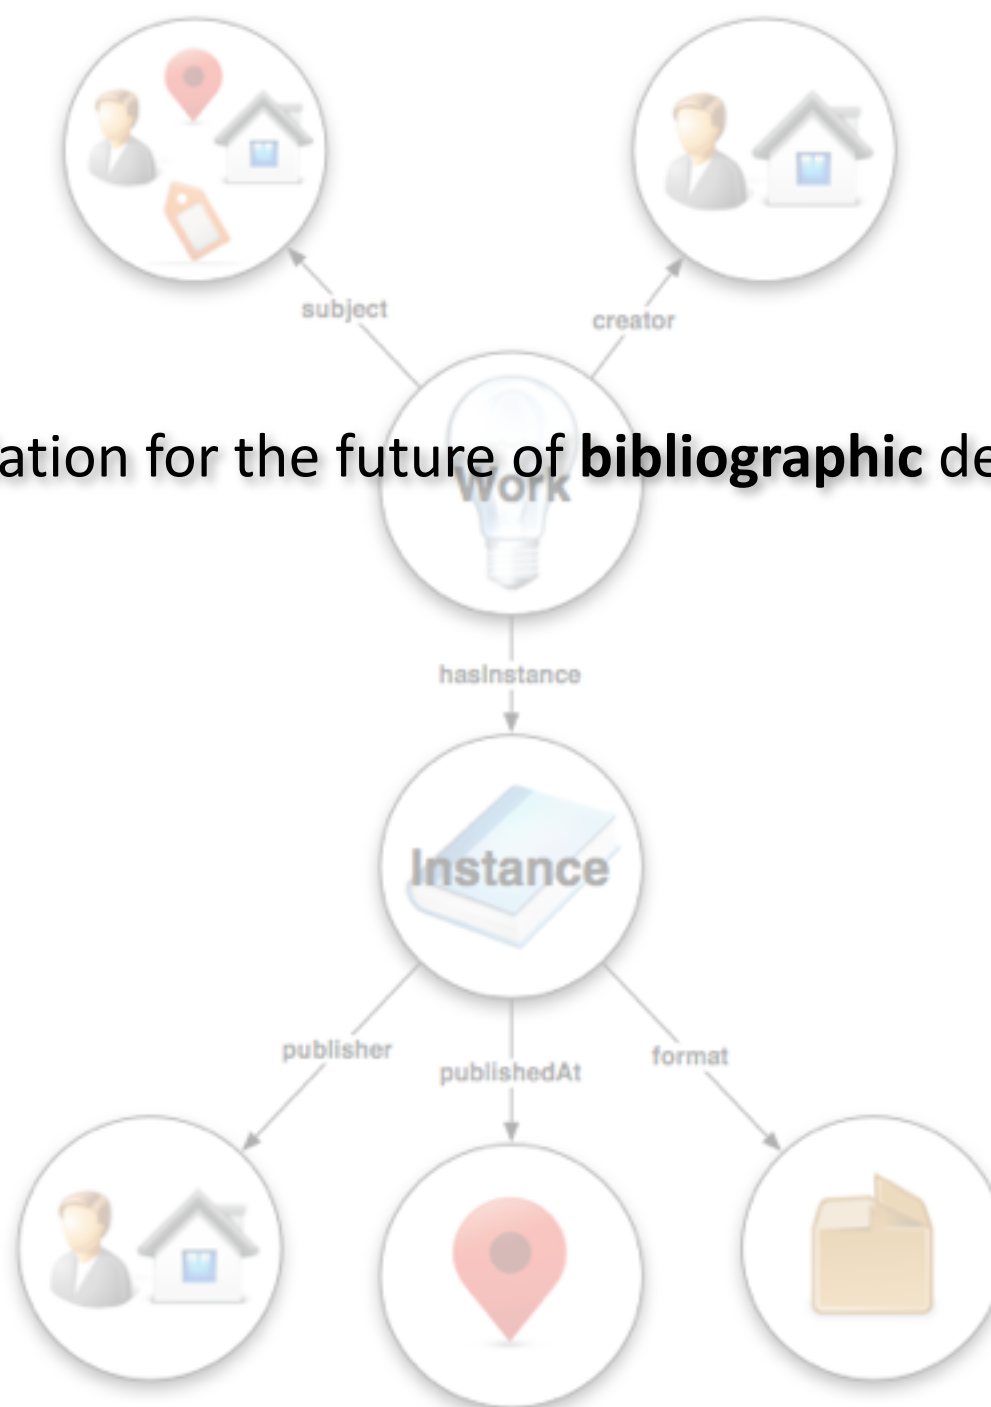 subject
creator
ation for the future of bibliographic de
Work
hasInstance
Instance
publisher
publishedAt
format